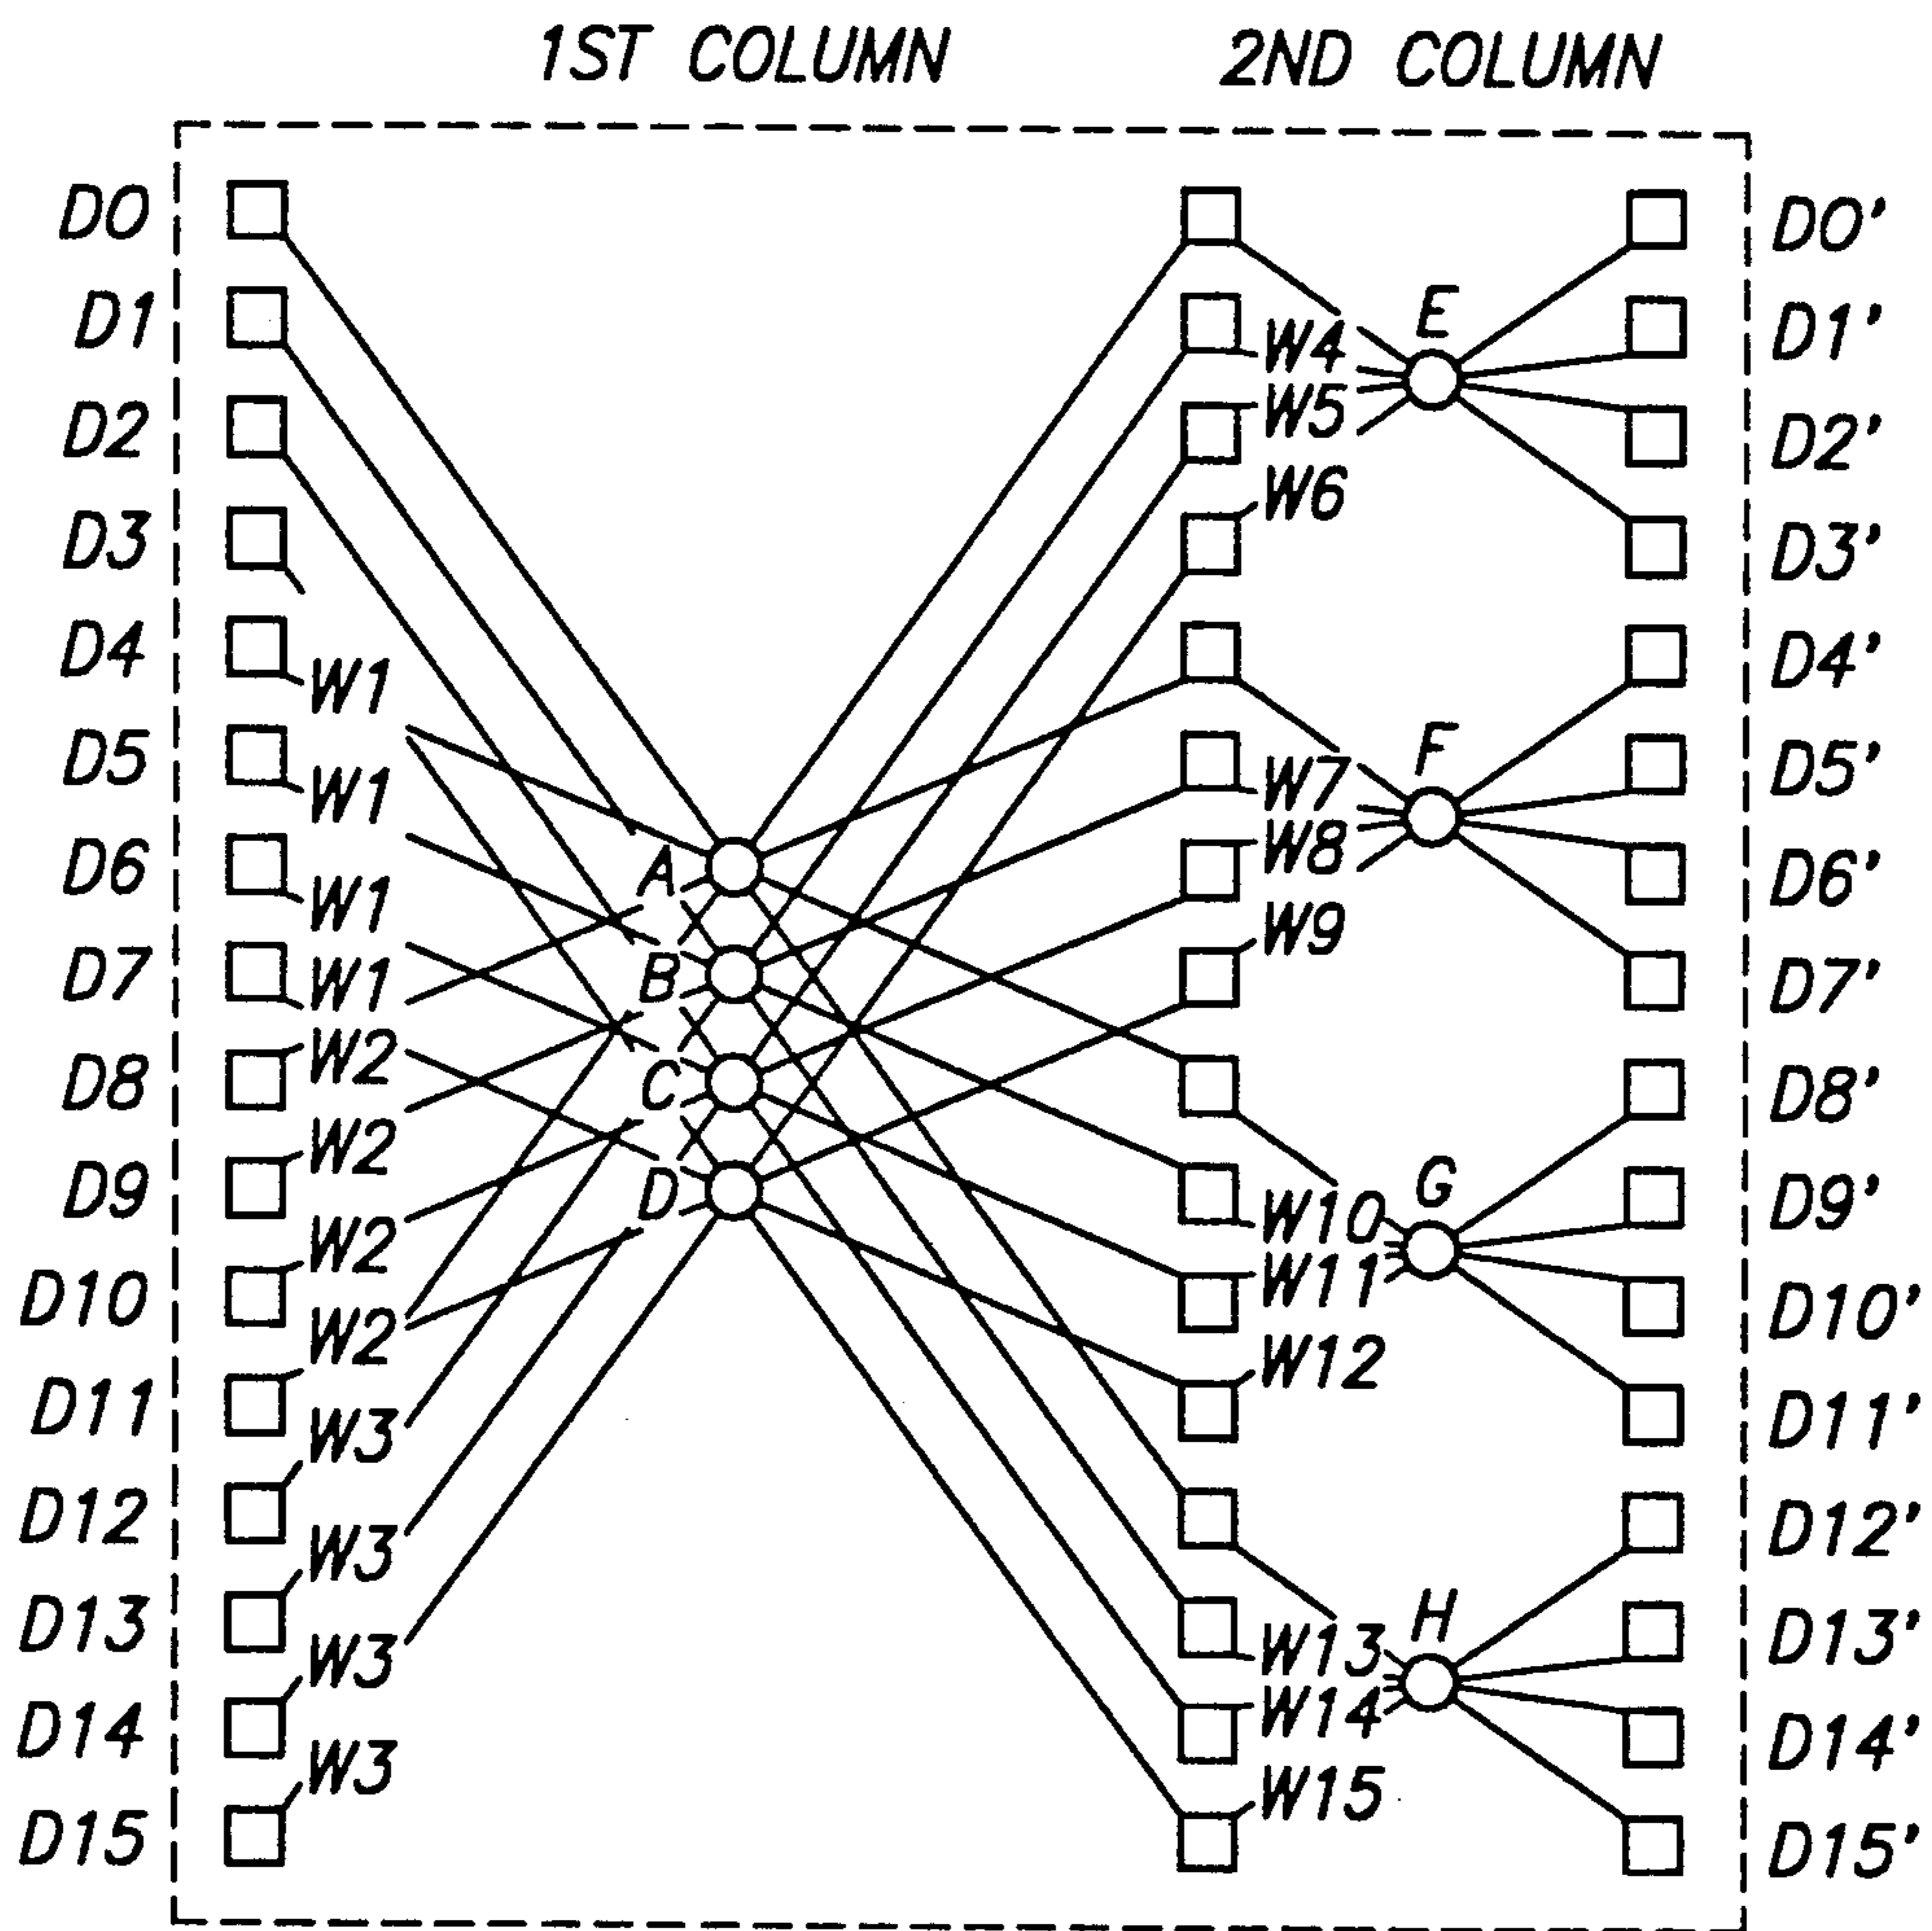 1ST COLUMN 2ND COLUMN
D0 D0'
D1 E D1'
W4
D2 W5 D2'
W6
D3 D3'
D4 W1 D4'
D5 W1 F D5'
W7
D6 W1 W8 D6'
A W9
D7 W1 B D7'
D8 W2 C D8'
W2
D9 W2 D G D9'
W10
D10 W2 W11 D10'
W12
D11 W3 D11'
D12 W3 D12'
D13 W3 H D13'
W13
D14 W3 W14 D14'
W15
D15 D15'